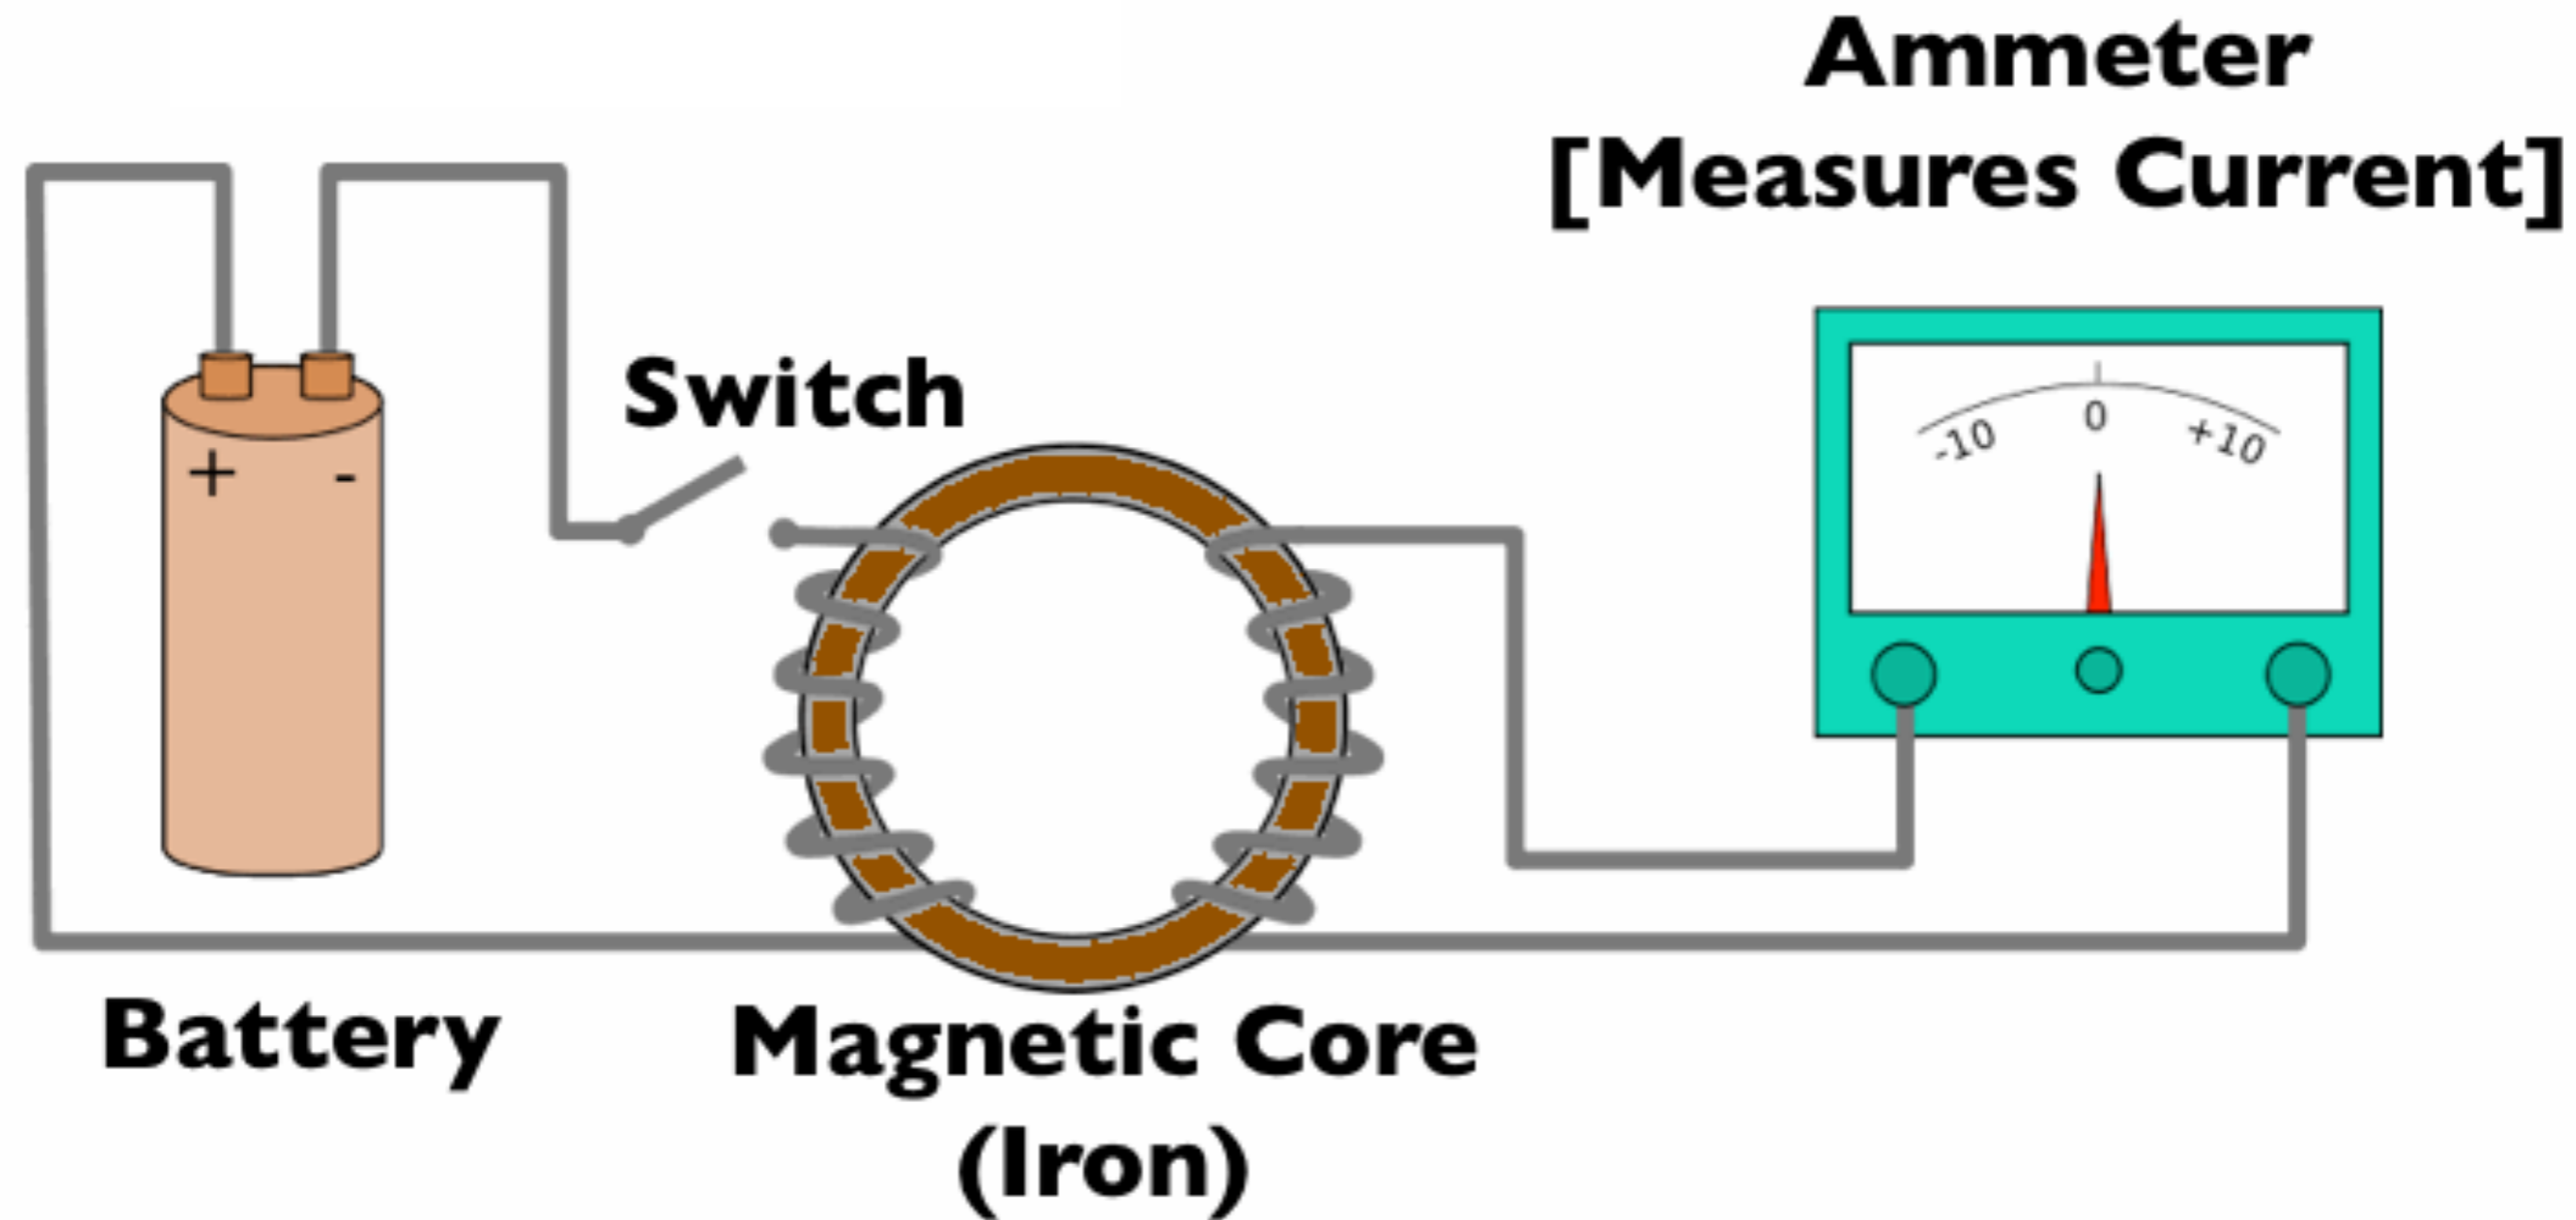 Ammeter
[Measures Current]
Switch
-10 0 +10
+ -
Battery
Magnetic Core
(Iron)